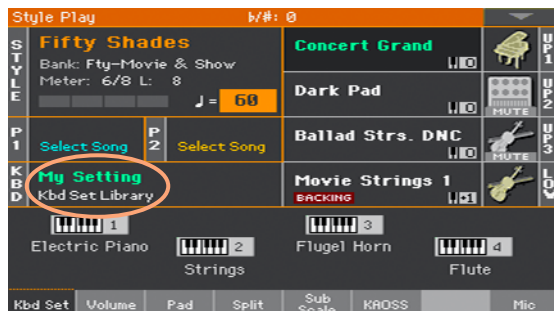 Style Play
♭/#: 0
STYLE
Fifty Shades
Bank: Fty-Movie & Show
Meter: 6/8 L: 8
♩= 60
P1
Select Song
P2
Select Song
KBD
My Setting
Kbd Set Library
Concert Grand
UP1
Dark Pad
MUTE
UP2
Ballad Strs. DNC
MUTE
UP3
Movie Strings 1
BACKING
LOW
1
Electric Piano
2
Strings
3
Flugel Horn
4
Flute
Kbd Set
Volume
Pad
Split
Sub Scale
KAOSS
Mic